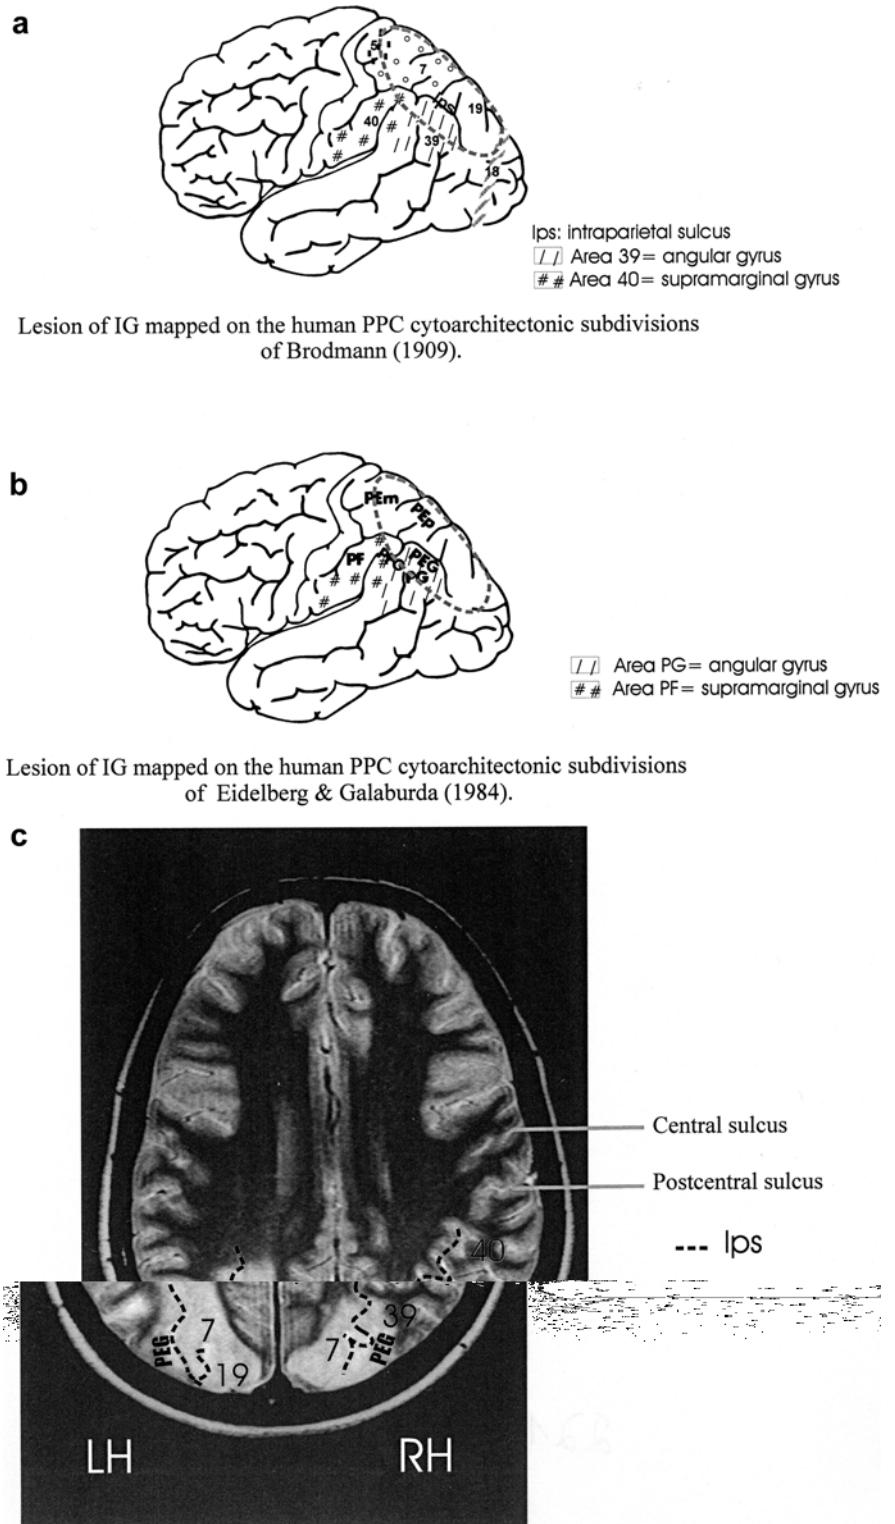 a
5
7
Ips
19
40
39
18
Ips: intraparietal sulcus
Area 39= angular gyrus
Area 40= supramarginal gyrus
Lesion of IG mapped on the human PPC cytoarchitectonic subdivisions
of Brodmann (1909).
b
PEm
PEp
PF
PFG
PEG
PG
Area PG= angular gyrus
Area PF= supramarginal gyrus
Lesion of IG mapped on the human PPC cytoarchitectonic subdivisions
of Eidelberg & Galaburda (1984).
c
Central sulcus
Postcentral sulcus
40
Ips
39
7
PEG
7
PEG
19
LH
RH